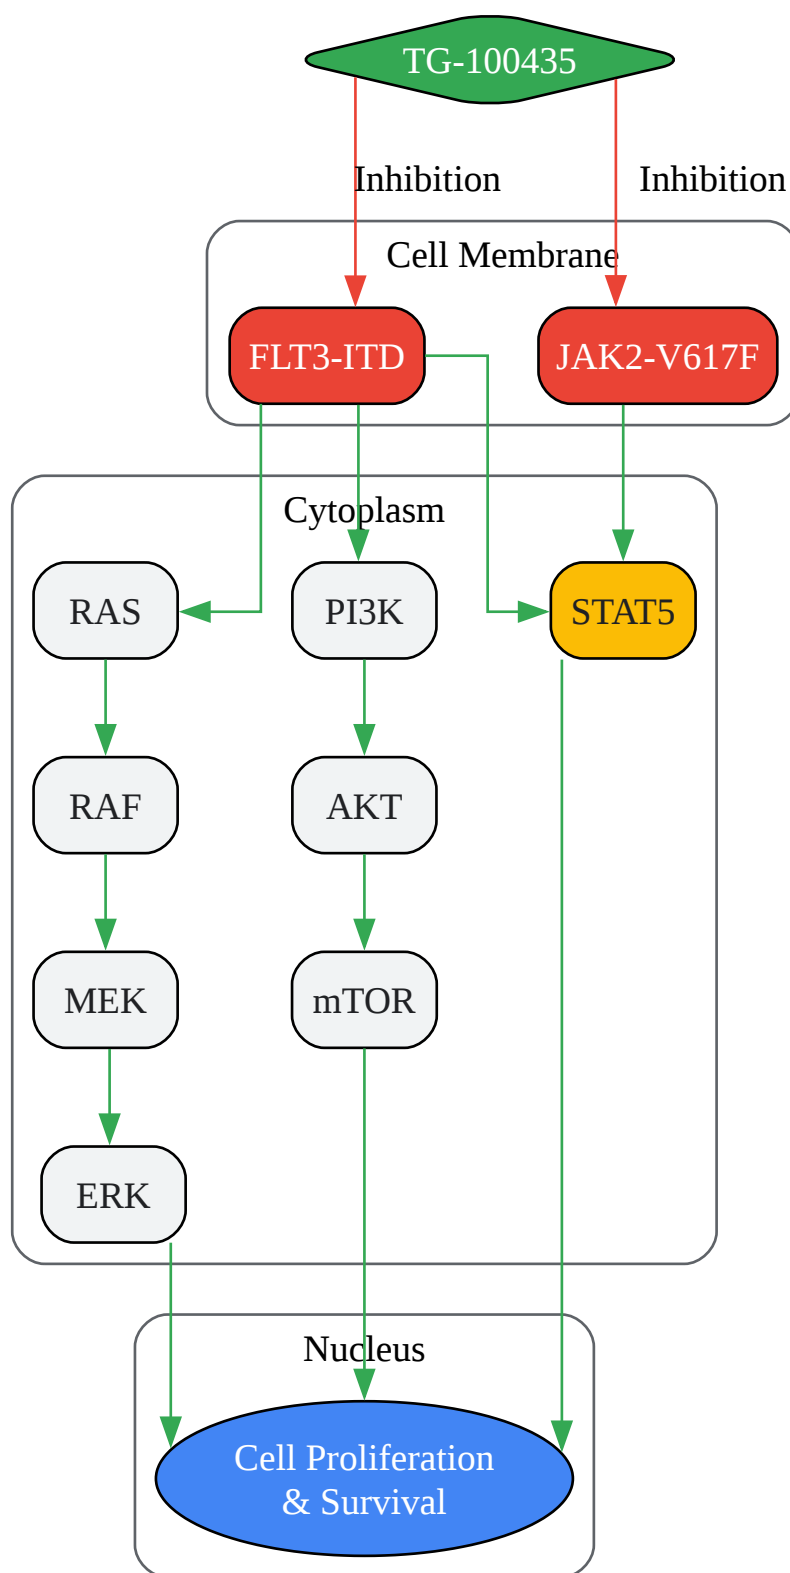 TG-100435
Inhibition
Inhibition
Cell Membrane
FLT3-ITD
JAK2-V617F
Cytoplasm
RAS
PI3K
STAT5
RAF
AKT
MEK
mTOR
ERK
Nucleus
Cell Proliferation
& Survival